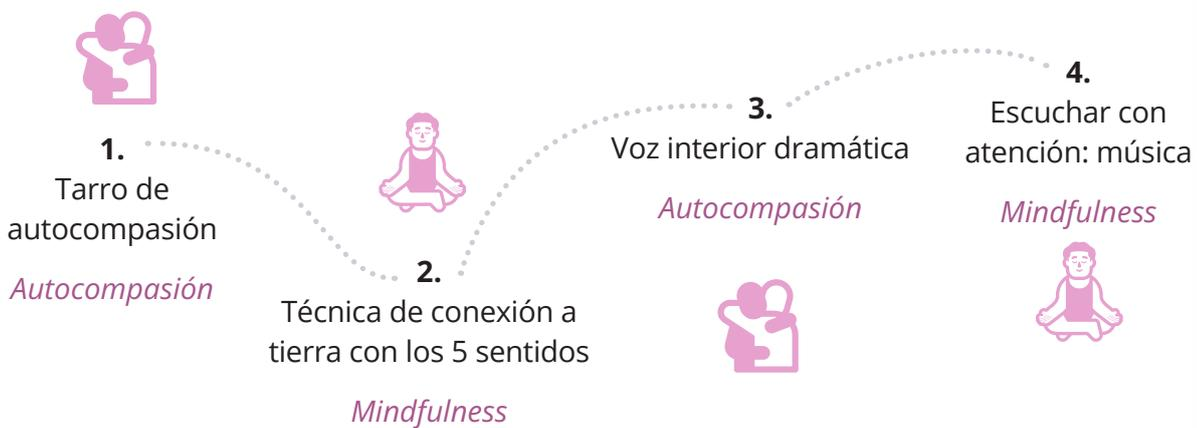 1.
Tarro de
autocompasión
Autocompasión
2.
Técnica de conexión a
tierra con los 5 sentidos
Mindfulness
3.
Voz interior dramática
Autocompasión
4.
Escuchar con
atención: música
Mindfulness